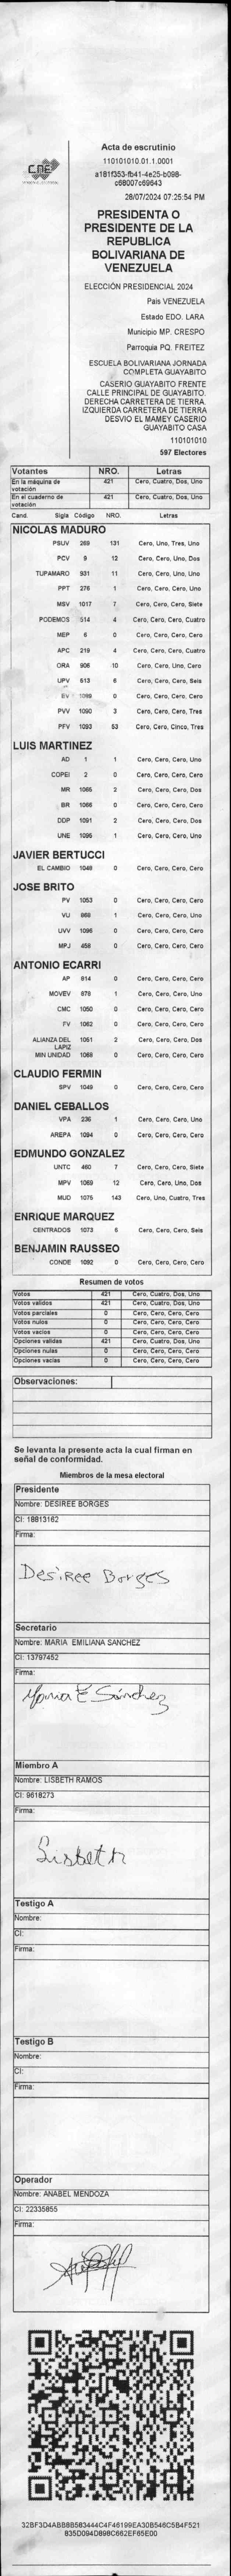 CNE
Acta de escrutinio
110101010.01.1.0001
a181f353-fb41-4e25-b098-
c68007c69643
28/07/2024 07:25:54 PM
PRESIDENTA O
PRESIDENTE DE LA
REPUBLICA
BOLIVARIANA DE
VENEZUELA
ELECCIÓN PRESIDENCIAL 2024
Pais VENEZUELA
Estado EDO. LARA
Municipio MP. CRESPO
Parroquia PQ. FREITEZ
ESCUELA BOLIVARIANA JORNADA
COMPLETA GUAYABITO
CASERIO GUAYABITO FRENTE
CALLE PRINCIPAL DE GUAYABITO.
DERECHA CARRETERA DE TIERRA.
IZQUIERDA CARRETERA DE TIERRA
DESVIO EL MAMEY CASERIO
GUAYABITO CASA
110101010
597 Electores
Votantes NRO. Letras
En la máquina de votación 421 Cero, Cuatro, Dos, Uno
En el cuaderno de votación 421 Cero, Cuatro, Dos, Uno
Cand. Sigla Código NRO. Letras
NICOLAS MADURO
PSUV 269 131 Cero, Uno, Tres, Uno
PCV 9 12 Cero, Cero, Uno, Dos
TUPAMARO 931 11 Cero, Cero, Uno, Uno
PPT 276 1 Cero, Cero, Cero, Uno
MSV 1017 7 Cero, Cero, Cero, Siete
PODEMOS 514 4 Cero, Cero, Cero, Cuatro
MEP 6 0 Cero, Cero, Cero, Cero
APC 219 4 Cero, Cero, Cero, Cuatro
ORA 906 10 Cero, Cero, Uno, Cero
UPV 513 6 Cero, Cero, Cero, Seis
EV 1089 0 Cero, Cero, Cero, Cero
PVV 1090 3 Cero, Cero, Cero, Tres
PFV 1093 53 Cero, Cero, Cinco, Tres
LUIS MARTINEZ
AD 1 1 Cero, Cero, Cero, Uno
COPEI 2 0 Cero, Cero, Cero, Cero
MR 1065 2 Cero, Cero, Cero, Dos
BR 1066 0 Cero, Cero, Cero, Cero
DDP 1091 2 Cero, Cero, Cero, Dos
UNE 1095 1 Cero, Cero, Cero, Uno
JAVIER BERTUCCI
EL CAMBIO 1048 0 Cero, Cero, Cero, Cero
JOSE BRITO
PV 1053 0 Cero, Cero, Cero, Cero
VU 868 1 Cero, Cero, Cero, Uno
UVV 1096 0 Cero, Cero, Cero, Cero
MPJ 458 0 Cero, Cero, Cero, Cero
ANTONIO ECARRI
AP 814 0 Cero, Cero, Cero, Cero
MOVEV 878 1 Cero, Cero, Cero, Uno
CMC 1050 0 Cero, Cero, Cero, Cero
FV 1062 0 Cero, Cero, Cero, Cero
ALIANZA DEL LAPIZ 1051 2 Cero, Cero, Cero, Dos
MIN UNIDAD 1068 0 Cero, Cero, Cero, Cero
CLAUDIO FERMIN
SPV 1049 0 Cero, Cero, Cero, Cero
DANIEL CEBALLOS
VPA 236 1 Cero, Cero, Cero, Uno
AREPA 1094 0 Cero, Cero, Cero, Cero
EDMUNDO GONZALEZ
UNTC 460 7 Cero, Cero, Cero, Siete
MPV 1069 12 Cero, Cero, Uno, Dos
MUD 1075 143 Cero, Uno, Cuatro, Tres
ENRIQUE MARQUEZ
CENTRADOS 1073 6 Cero, Cero, Cero, Seis
BENJAMIN RAUSSEO
CONDE 1092 0 Cero, Cero, Cero, Cero
Resumen de votos
Votos 421 Cero, Cuatro, Dos, Uno
Votos validos 421 Cero, Cuatro, Dos, Uno
Votos parciales 0 Cero, Cero, Cero, Cero
Votos nulos 0 Cero, Cero, Cero, Cero
Votos vacios 0 Cero, Cero, Cero, Cero
Opciones validas 421 Cero, Cuatro, Dos, Uno
Opciones nulas 0 Cero, Cero, Cero, Cero
Opciones vacias 0 Cero, Cero, Cero, Cero
Observaciones:
Se levanta la presente acta la cual firman en
señal de conformidad.
Miembros de la mesa electoral
Presidente
Nombre: DESIREE BORGES
CI: 18813162
Firma:
Desiree Borges
Secretario
Nombre: MARIA EMILIANA SANCHEZ
CI: 13797452
Firma:
Maria E Sánchez
Miembro A
Nombre: LISBETH RAMOS
CI: 9618273
Firma:
Lisbeth
Testigo A
Nombre:
CI:
Firma:
Testigo B
Nombre:
CI:
Firma:
Operador
Nombre: ANABEL MENDOZA
CI: 22335855
Firma:
32BF3D4ABB8B583444C4F46199EA30B546C5B4F521
835D094D898C662EF65E00